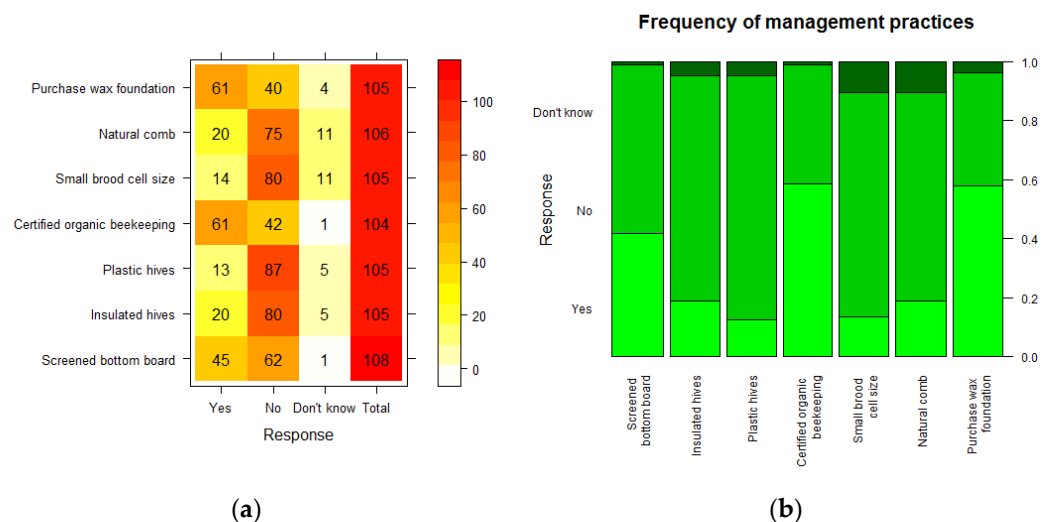 Purchase wax foundation 61 40 4 105
Natural comb 20 75 11 106
Small brood cell size 14 80 11 105
Certified organic beekeeping 61 42 1 104
Plastic hives 13 87 5 105
Insulated hives 20 80 5 105
Screened bottom board 45 62 1 108
Yes No Don't know Total
Response
100
80
60
40
20
0
(a)
Frequency of management practices
Response
Don't know
No
Yes
1.0
0.8
0.6
0.4
0.2
0.0
Screened
bottom board
Insulated hives
Plastic hives
Certified organic
beekeeping
Small brood
cell size
Natural comb
Purchase wax
foundation
(b)